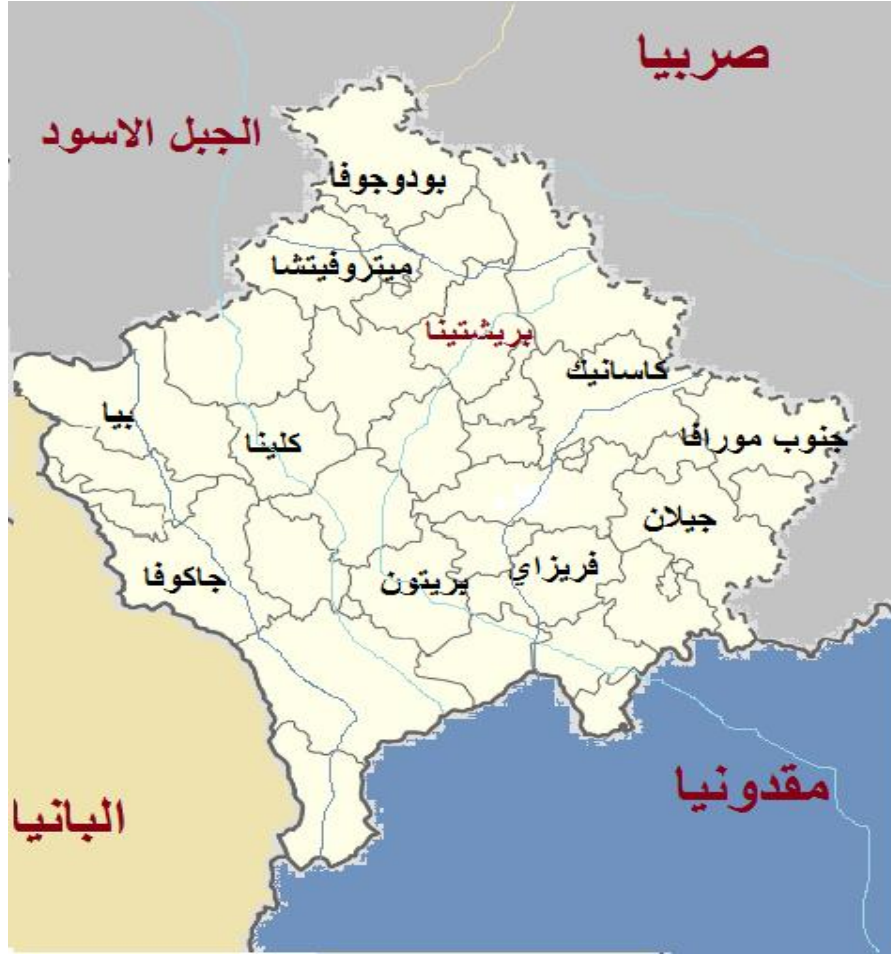 صربيا
الجبل الاسود
بودوجوفا
ميتروفيتشا
بريشتينا
كاسانيك
بيا
كلينا
جنوب مورافا
جيلان
جاكوفا
بريتون
فريزاي
مقدونيا
البانيا